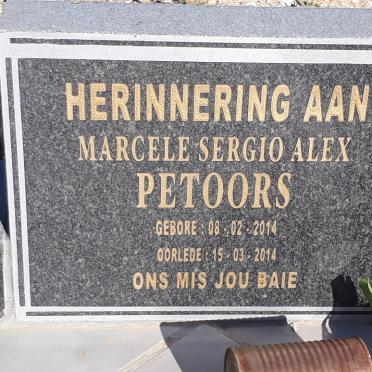 HERINNERING AAN
MARCELE SERGIO ALEX
PETOORS
GEBORE : 08 - 02 - 2014
OORLEDE : 15 - 03 - 2014
ONS MIS JOU BAIE